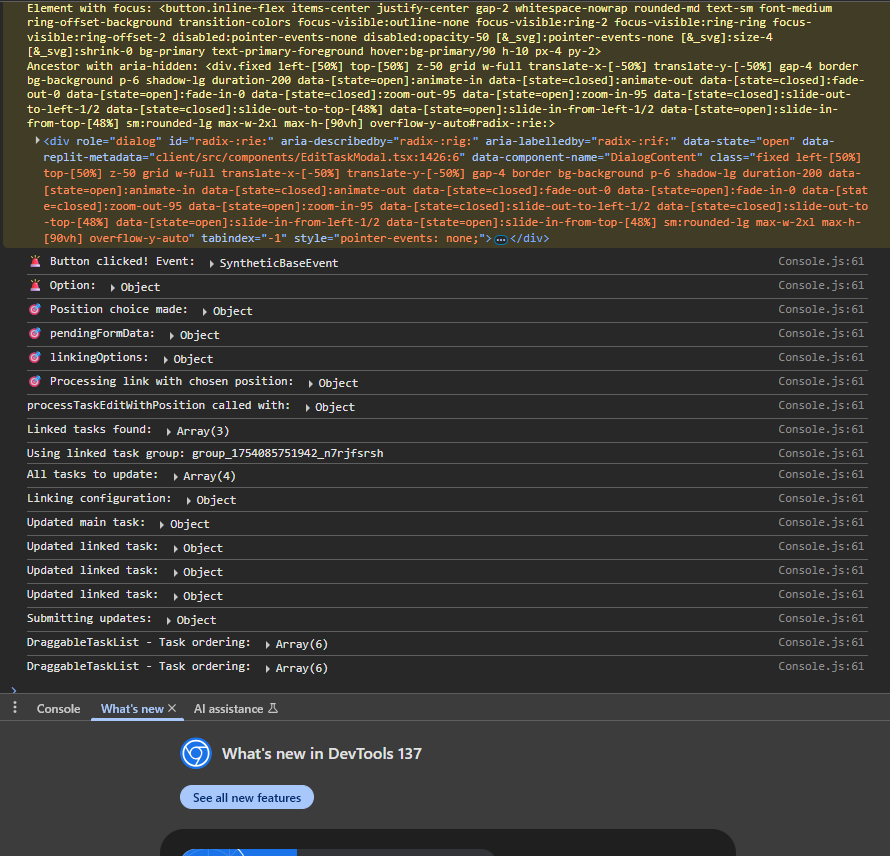 Element with focus: <button.inline-flex items-center justify-center gap-2 whitespace-nowrap rounded-md text-sm font-medium
ring-offset-background transition-colors focus-visible:outline-none focus-visible:ring-2 focus-visible:ring-ring focus-
visible:ring-offset-2 disabled:pointer-events-none disabled:opacity-50 [&_svg]:pointer-events-none [&_svg]:size-4
[&_svg]:shrink-0 bg-primary text-primary-foreground hover:bg-primary/90 h-10 px-4 py-2>
Ancestor with aria-hidden: <div.fixed left-[50%] top-[50%] z-50 grid w-full translate-x-[-50%] translate-y-[-50%] gap-4 border
bg-background p-6 shadow-lg duration-200 data-[state=open]:animate-in data-[state=closed]:animate-out data-[state=closed]:fade-
out-0 data-[state=open]:fade-in-0 data-[state=closed]:zoom-out-95 data-[state=open]:zoom-in-95 data-[state=closed]:slide-out-
to-left-1/2 data-[state=closed]:slide-out-to-top-[48%] data-[state=open]:slide-in-from-left-1/2 data-[state=open]:slide-in-
from-top-[48%] sm:rounded-lg max-w-2xl max-h-[90vh] overflow-y-auto#radix-:rie:>
<div role="dialog" id="radix-:rie:" aria-describedby="radix-:rig:" aria-labelledby="radix-:rif:" data-state="open" data-
replit-metadata="client/src/components/EditTaskModal.tsx:1426:6" data-component-name="DialogContent" class="fixed left-[50%]
top-[50%] z-50 grid w-full translate-x-[-50%] translate-y-[-50%] gap-4 border bg-background p-6 shadow-lg duration-200 data-
[state=open]:animate-in data-[state=closed]:animate-out data-[state=closed]:fade-out-0 data-[state=open]:fade-in-0 data-[stat
e=closed]:zoom-out-95 data-[state=open]:zoom-in-95 data-[state=closed]:slide-out-to-left-1/2 data-[state=closed]:slide-out-to
-top-[48%] data-[state=open]:slide-in-from-left-1/2 data-[state=open]:slide-in-from-top-[48%] sm:rounded-lg max-w-2xl max-h-
[90vh] overflow-y-auto" tabindex="-1" style="pointer-events: none;">…</div>
🚨 Button clicked! Event: SyntheticBaseEvent Console.js:61
🚨 Option: Object Console.js:61
🎯 Position choice made: Object Console.js:61
🎯 pendingFormData: Object Console.js:61
🎯 linkingOptions: Object Console.js:61
🎯 Processing link with chosen position: Object Console.js:61
processTaskEditWithPosition called with: Object Console.js:61
Linked tasks found: Array(3) Console.js:61
Using linked task group: group_1754085751942_n7rjfsrsh Console.js:61
All tasks to update: Array(4) Console.js:61
Linking configuration: Object Console.js:61
Updated main task: Object Console.js:61
Updated linked task: Object Console.js:61
Updated linked task: Object Console.js:61
Updated linked task: Object Console.js:61
Submitting updates: Object Console.js:61
DraggableTaskList - Task ordering: Array(6) Console.js:61
DraggableTaskList - Task ordering: Array(6) Console.js:61
Console What's new AI assistance
What's new in DevTools 137
See all new features